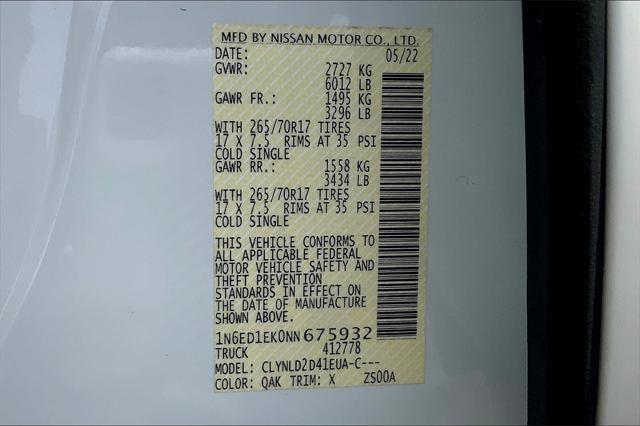 MFD BY NISSAN MOTOR CO., LTD.
DATE: 05/22
GVWR: 2727 KG
6012 LB
GAWR FR.: 1495 KG
3296 LB
WITH 265/70R17 TIRES
17 X 7.5 RIMS AT 35 PSI
COLD SINGLE
GAWR RR.: 1558 KG
3434 LB
WITH 265/70R17 TIRES
17 X 7.5 RIMS AT 35 PSI
COLD SINGLE
THIS VEHICLE CONFORMS TO
ALL APPLICABLE FEDERAL
MOTOR VEHICLE SAFETY AND
THEFT PREVENTION
STANDARDS IN EFFECT ON
THE DATE OF MANUFACTURE
SHOWN ABOVE.
1N6ED1EK0NN675932
TRUCK 412778
MODEL: CLYNLD2D41EUA-C---
COLOR: QAK TRIM: X ZS00A